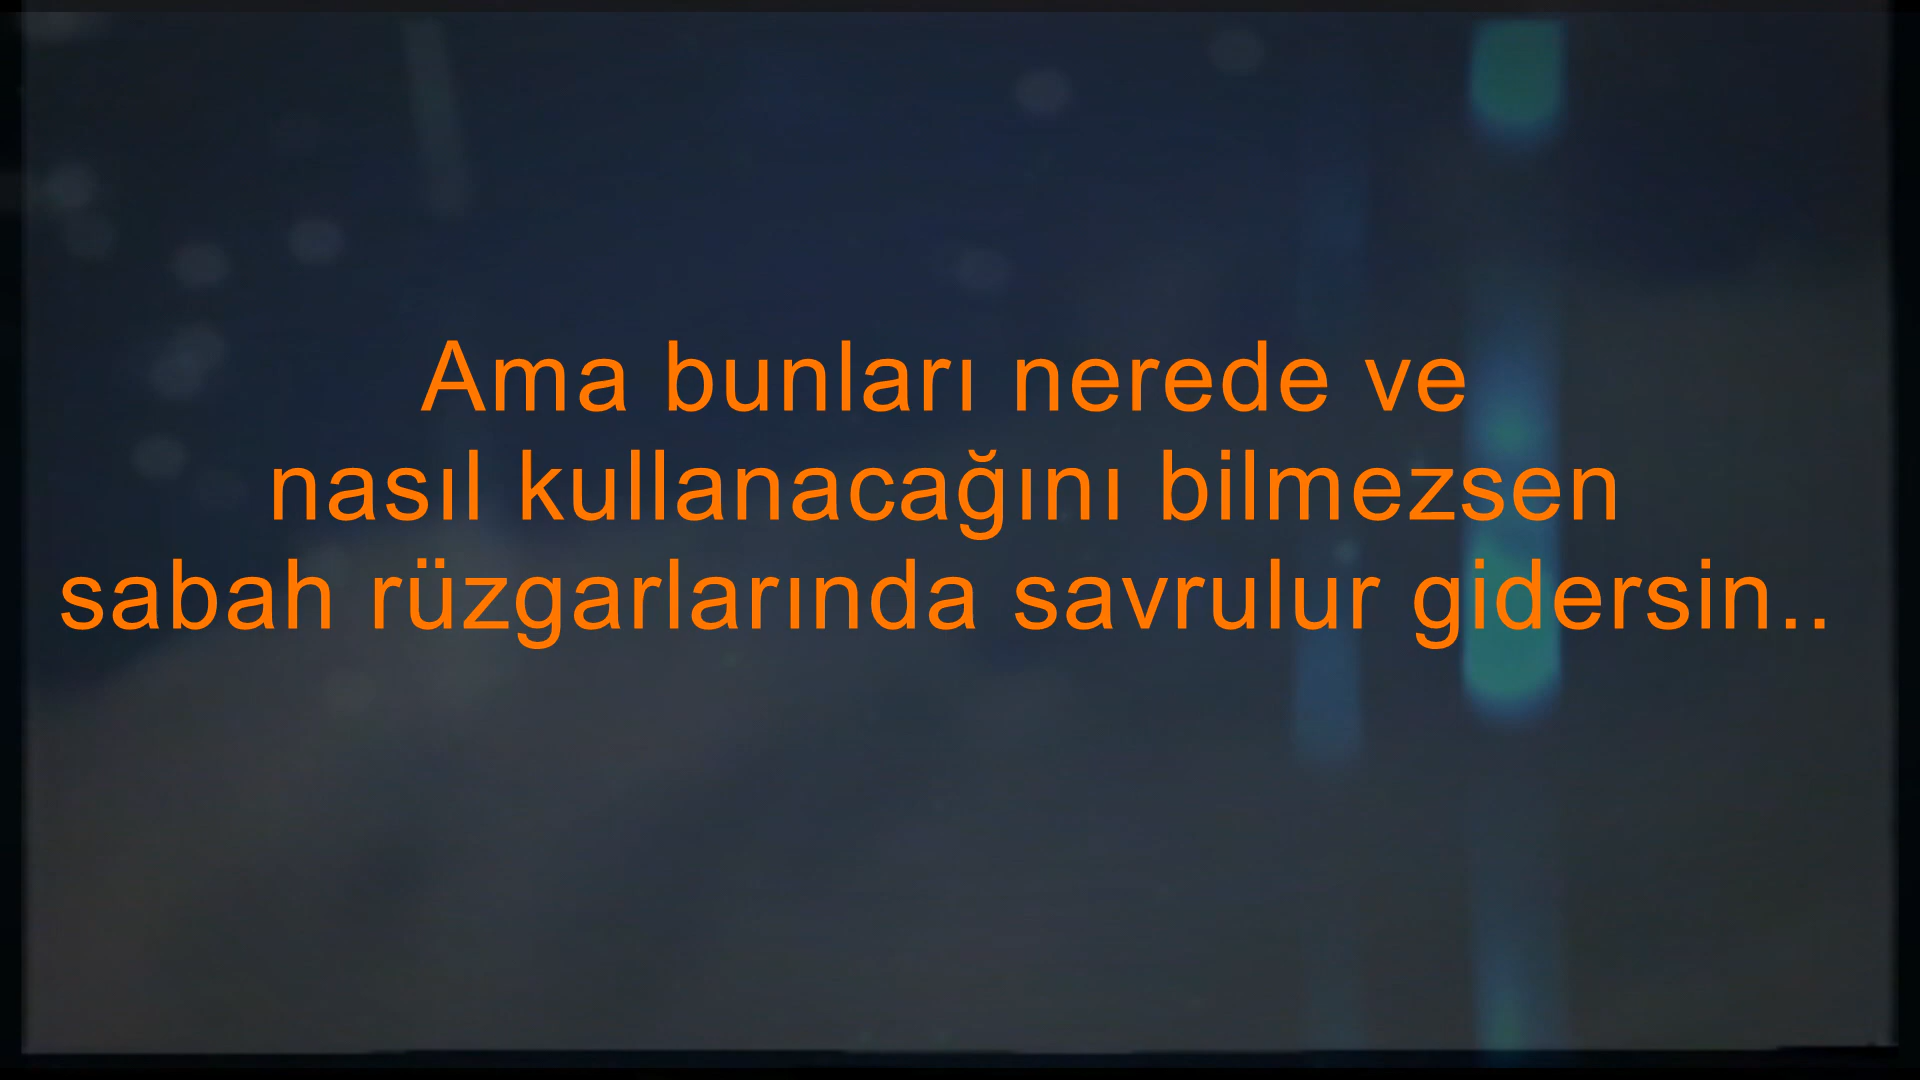 Ama bunları nerede ve
nasıl kullanacağını bilmezsen
sabah rüzgarlarında savrulur gidersin..